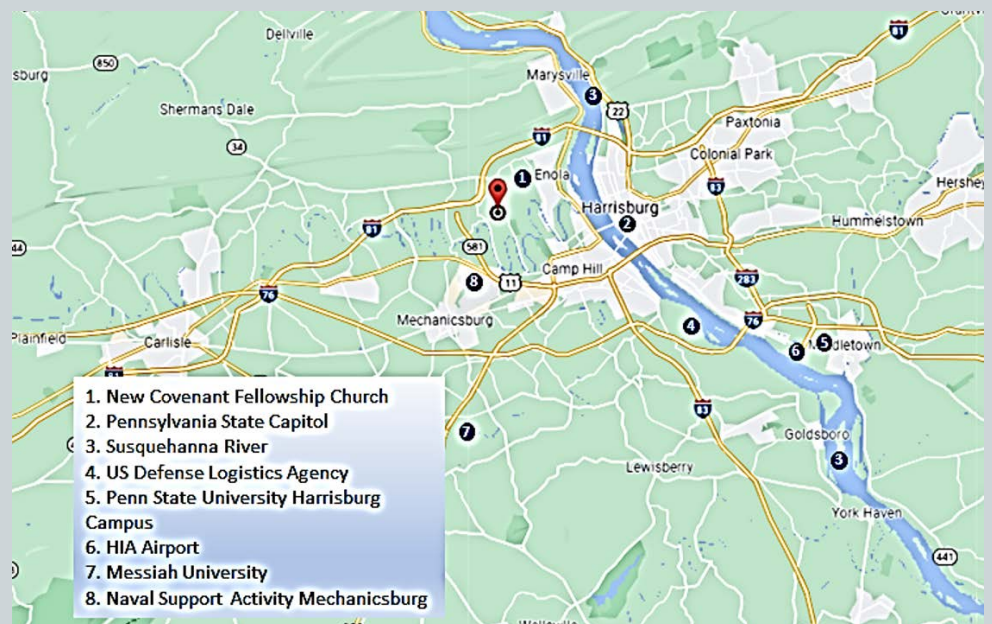 Dellville
850
sburg
Marysville
3
22
81
Shermans Dale
Paxtonia
34
81
Colonial Park
1
Enola
83
Hershey
Harrisburg
2
Hummelstown
81
44
581
Camp Hill
8
11
283
76
Mechanicsburg
76
4
Plainfield
Carlisle
5
6
81
83
7
Goldsboro
3
Lewisberry
York Haven
441
1. New Covenant Fellowship Church
2. Pennsylvania State Capitol
3. Susquehanna River
4. US Defense Logistics Agency
5. Penn State University Harrisburg
Campus
6. HIA Airport
7. Messiah University
8. Naval Support Activity Mechanicsburg